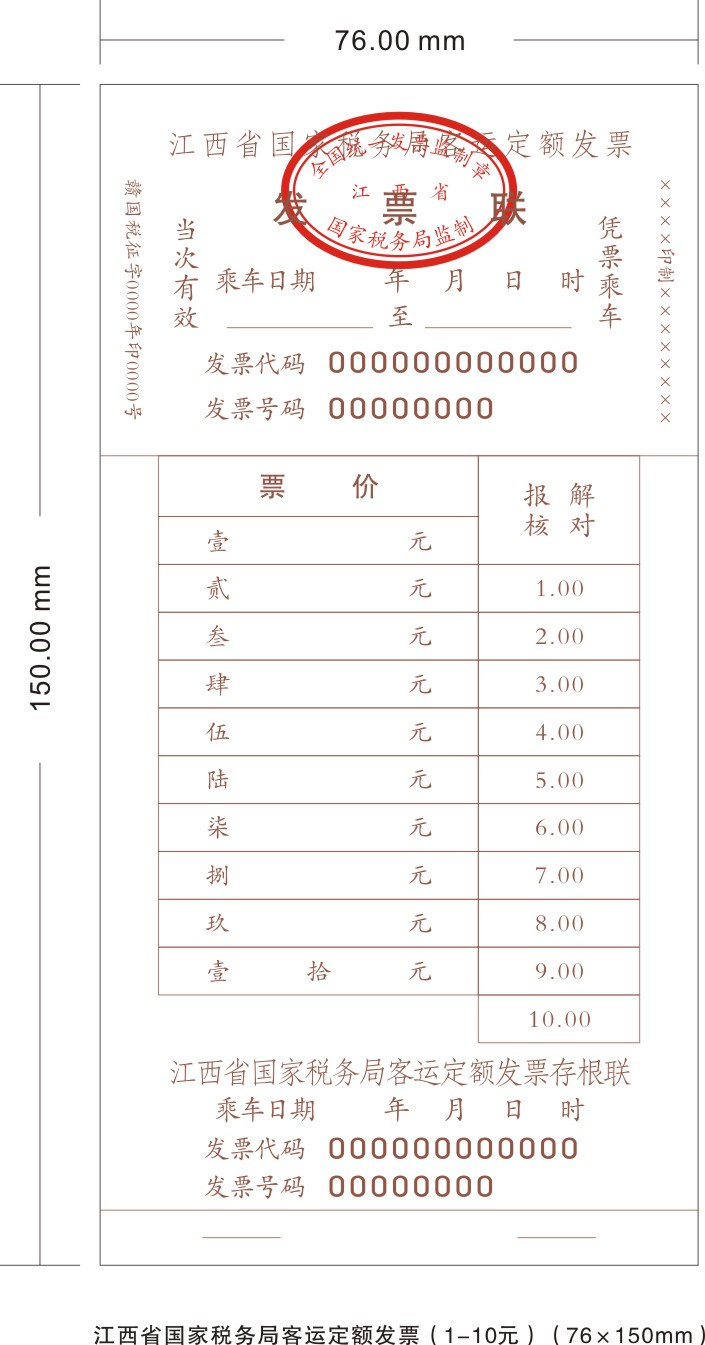 76.00 mm
150.00 mm
江西省国家税务局客运定额发票
全国统一发票监制章
江西省
国家税务局监制
发票联
赣国税征字0000年印0000号
当次有效
凭票乘车
××××印制××××××××
乘车日期 年 月 日 时
至
发票代码 000000000000
发票号码 00000000
票 价 报解核对
壹 元
贰 元 1.00
叁 元 2.00
肆 元 3.00
伍 元 4.00
陆 元 5.00
柒 元 6.00
捌 元 7.00
玖 元 8.00
壹 拾 元 9.00
10.00
江西省国家税务局客运定额发票存根联
乘车日期 年 月 日 时
发票代码 000000000000
发票号码 00000000
江西省国家税务局客运定额发票（1-10元）（76×150mm）